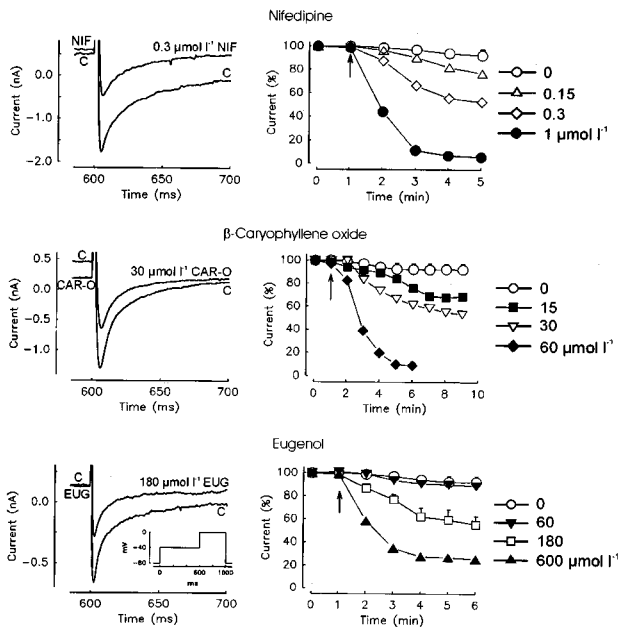 Nifedipine
NIF
C
0.3 µmol l⁻¹ NIF
C
0.0
−1.0
−2.0
Current (nA)
600 650 700
Time (ms)
100
80
60
40
20
0
Current (%)
0 1 2 3 4 5
Time (min)
0
0.15
0.3
1 µmol l⁻¹
β-Caryophyllene oxide
C
CAR-O
30 µmol l⁻¹ CAR-O
C
0.5
0.0
−0.5
−1.0
Current (nA)
600 650 700
Time (ms)
100
80
60
40
20
0
Current (%)
0 2 4 6 8 10
Time (min)
0
15
30
60 µmol l⁻¹
Eugenol
C
EUG
180 µmol l⁻¹ EUG
C
0.0
−0.5
Current (nA)
600 650 700
Time (ms)
0
−40
−80
mV
0 600 1000
ms
100
80
60
40
20
0
Current (%)
0 1 2 3 4 5 6
Time (min)
0
60
180
600 µmol l⁻¹